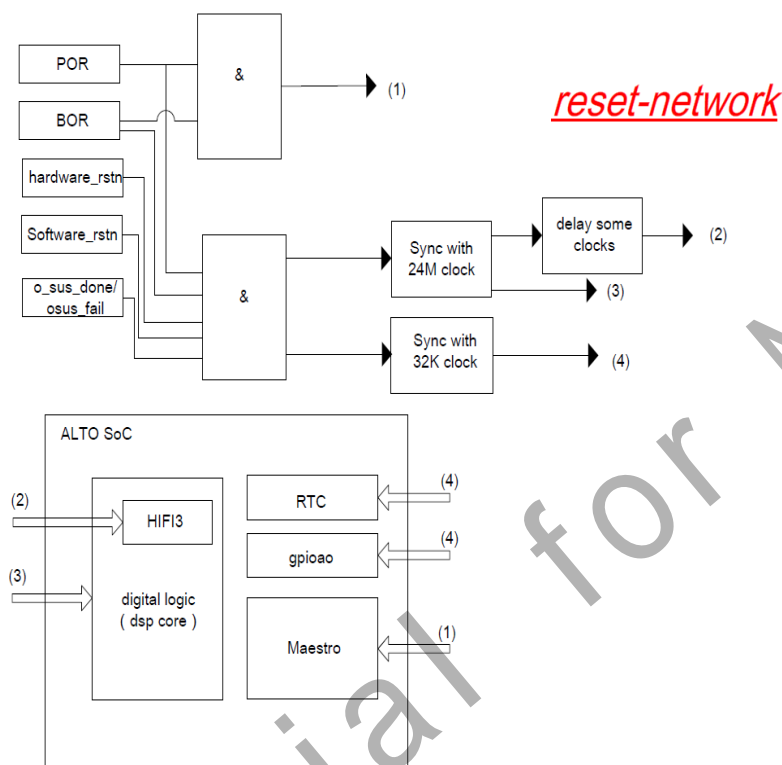 POR
&
(1)
reset-network
BOR
hardware_rstn
Software_rstn
o_sus_done/
osus_fail
&
Sync with
24M clock
delay some
clocks
(2)
(3)
Sync with
32K clock
(4)
ALTO SoC
(2)
HIFI3
(3)
digital logic
( dsp core )
RTC
(4)
gpioao
(4)
Maestro
(1)
ial for